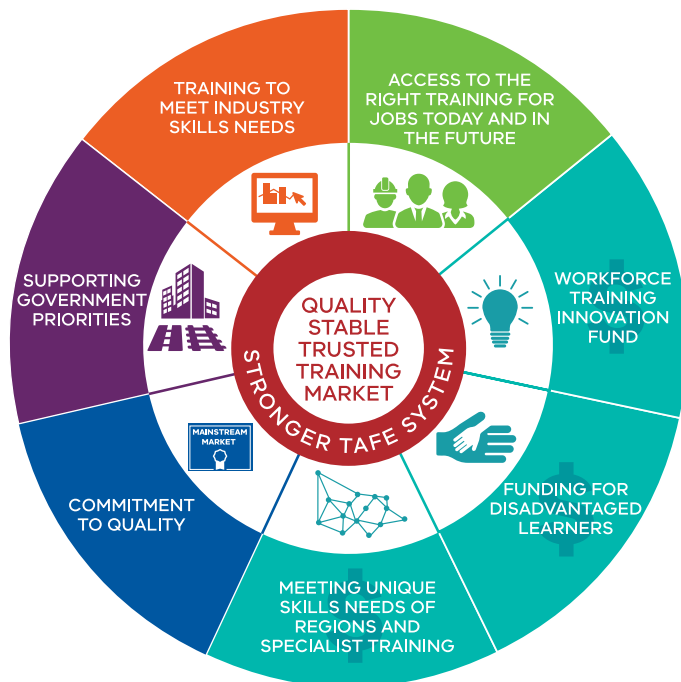 TRAINING TO
MEET INDUSTRY
SKILLS NEEDS
ACCESS TO THE
RIGHT TRAINING FOR
JOBS TODAY AND IN
THE FUTURE
WORKFORCE
TRAINING
INNOVATION
FUND
$
FUNDING FOR
DISADVANTAGED
LEARNERS
$
MEETING UNIQUE
SKILLS NEEDS OF
REGIONS AND
SPECIALIST TRAINING
$
COMMITMENT
TO QUALITY
MAINSTREAM
MARKET
SUPPORTING
GOVERNMENT
PRIORITIES
QUALITY
STABLE
TRUSTED
TRAINING
MARKET
STRONGER TAFE SYSTEM